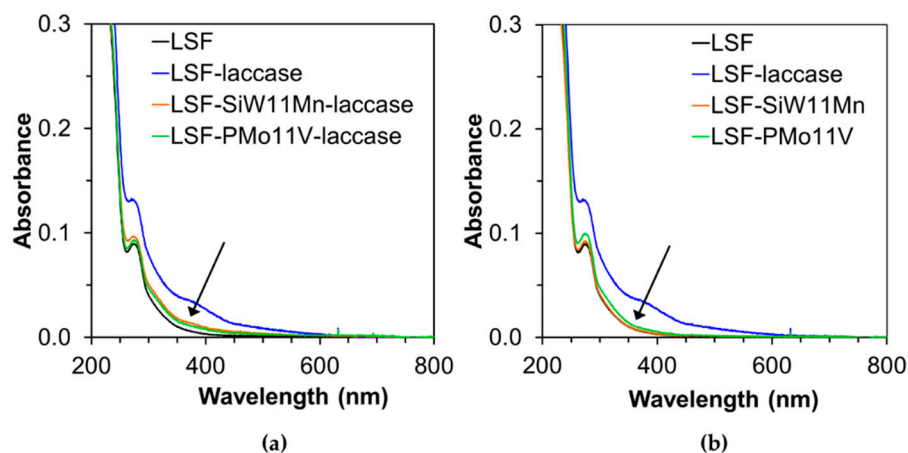 0.3
0.2
0.1
0.0
Absorbance
LSF
LSF-laccase
LSF-SiW11Mn-laccase
LSF-PMo11V-laccase
200 400 600 800
Wavelength (nm)
(a)
0.3
0.2
0.1
0.0
Absorbance
LSF
LSF-laccase
LSF-SiW11Mn
LSF-PMo11V
200 400 600 800
Wavelength (nm)
(b)